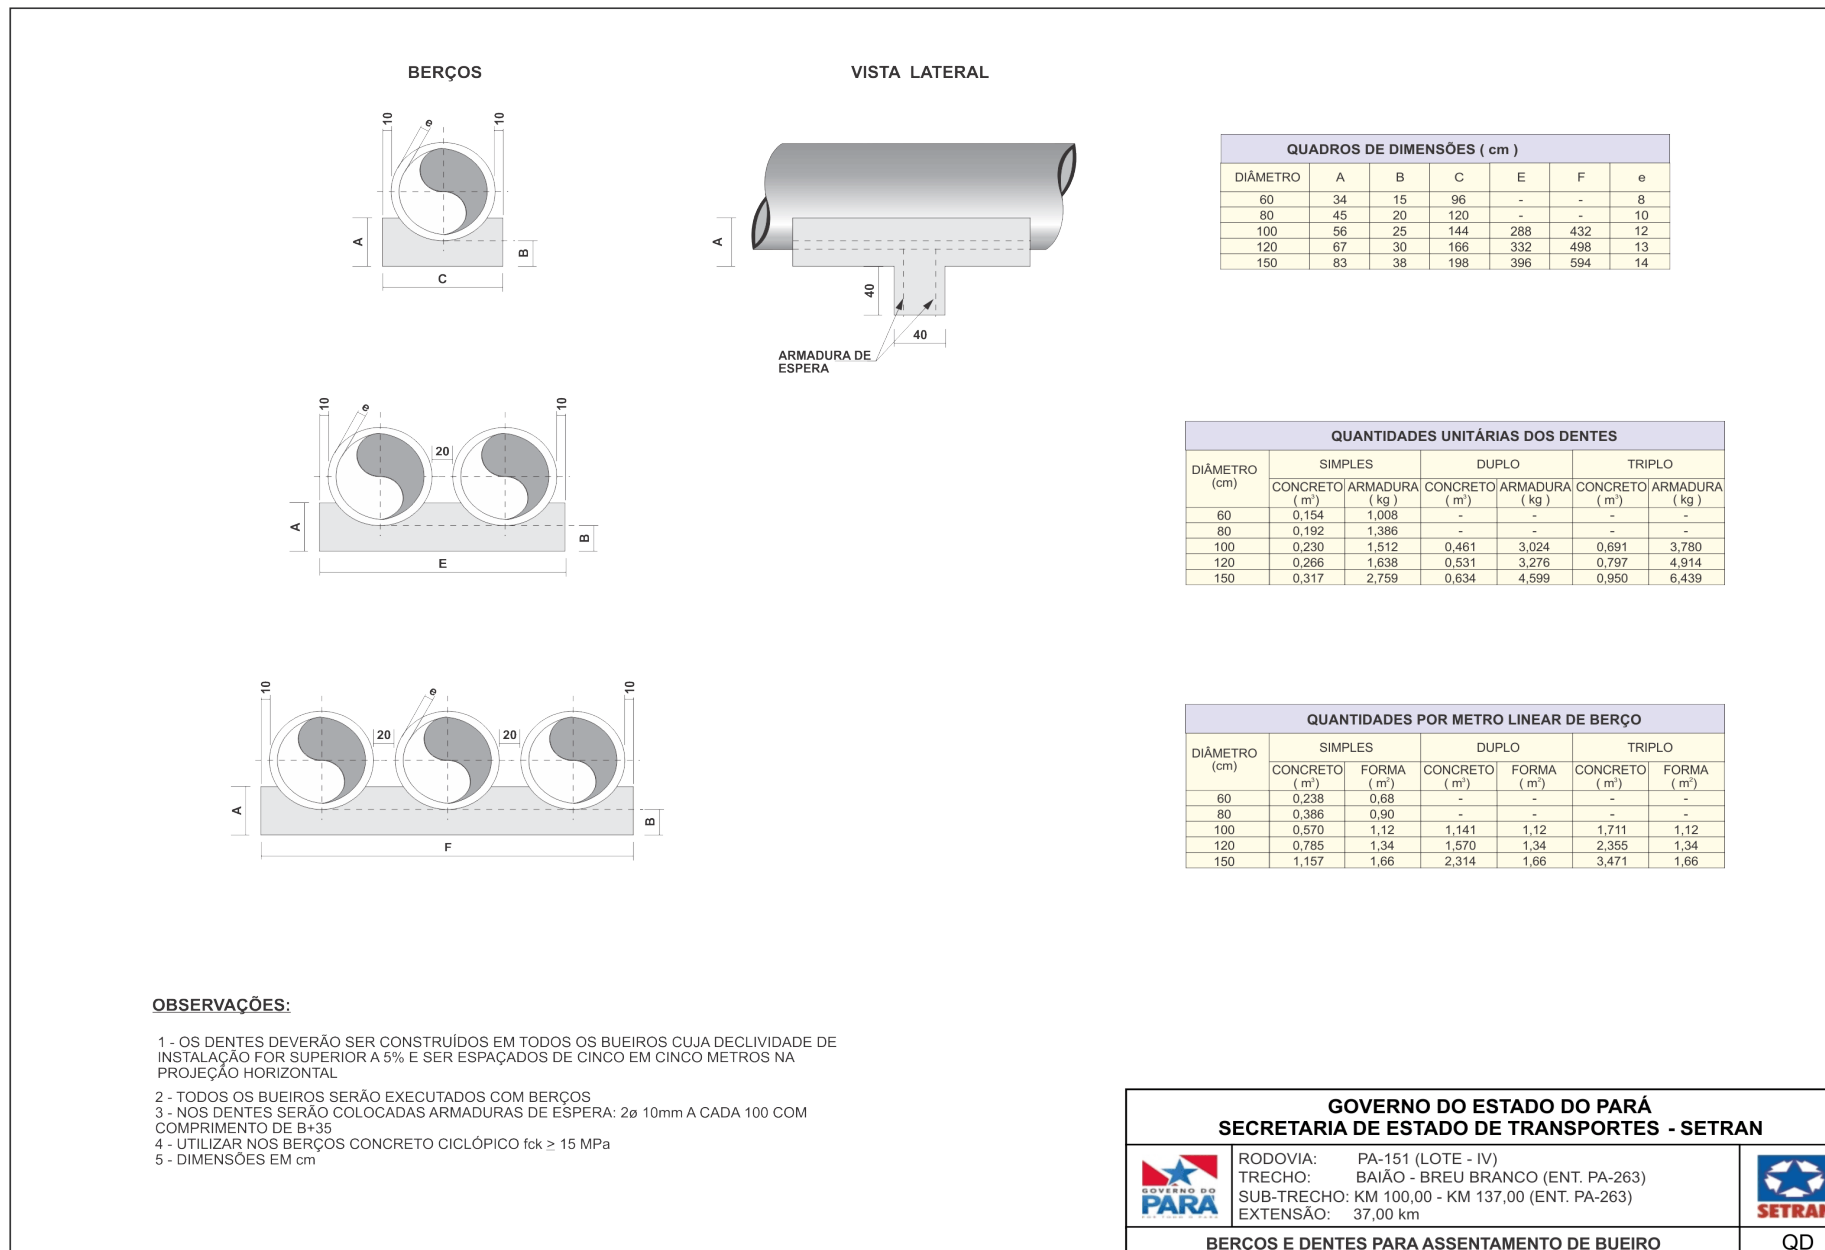 BERÇOS
VISTA LATERAL
10
e
10
A
B
C
A
40
40
ARMADURA DE
ESPERA
10
e
10
20
A
B
E
10
e
10
20
20
A
B
F
QUADROS DE DIMENSÕES ( cm )
DIÂMETRO A B C E F e
60 34 15 96 - - 8
80 45 20 120 - - 10
100 56 25 144 288 432 12
120 67 30 166 332 498 13
150 83 38 198 396 594 14
QUANTIDADES UNITÁRIAS DOS DENTES
DIÂMETRO (cm) SIMPLES DUPLO TRIPLO
CONCRETO ARMADURA CONCRETO ARMADURA CONCRETO ARMADURA
( m³) ( kg ) ( m³) ( kg ) ( m³) ( kg )
60 0,154 1,008 - - - -
80 0,192 1,386 - - - -
100 0,230 1,512 0,461 3,024 0,691 3,780
120 0,266 1,638 0,531 3,276 0,797 4,914
150 0,317 2,759 0,634 4,599 0,950 6,439
QUANTIDADES POR METRO LINEAR DE BERÇO
DIÂMETRO (cm) SIMPLES DUPLO TRIPLO
CONCRETO FORMA CONCRETO FORMA CONCRETO FORMA
( m³) ( m²) ( m³) ( m²) ( m³) ( m²)
60 0,238 0,68 - - - -
80 0,386 0,90 - - - -
100 0,570 1,12 1,141 1,12 1,711 1,12
120 0,785 1,34 1,570 1,34 2,355 1,34
150 1,157 1,66 2,314 1,66 3,471 1,66
OBSERVAÇÕES:
1 - OS DENTES DEVERÃO SER CONSTRUÍDOS EM TODOS OS BUEIROS CUJA DECLIVIDADE DE
INSTALAÇÃO FOR SUPERIOR A 5% E SER ESPAÇADOS DE CINCO EM CINCO METROS NA
PROJEÇÃO HORIZONTAL
2 - TODOS OS BUEIROS SERÃO EXECUTADOS COM BERÇOS
3 - NOS DENTES SERÃO COLOCADAS ARMADURAS DE ESPERA: 2ø 10mm A CADA 100 COM
COMPRIMENTO DE B+35
4 - UTILIZAR NOS BERÇOS CONCRETO CICLÓPICO fck ≥ 15 MPa
5 - DIMENSÕES EM cm
GOVERNO DO ESTADO DO PARÁ
SECRETARIA DE ESTADO DE TRANSPORTES - SETRAN
GOVERNO DO
PARÁ
RODOVIA: PA-151 (LOTE - IV)
TRECHO: BAIÃO - BREU BRANCO (ENT. PA-263)
SUB-TRECHO: KM 100,00 - KM 137,00 (ENT. PA-263)
EXTENSÃO: 37,00 km
SETRAN
BERÇOS E DENTES PARA ASSENTAMENTO DE BUEIRO
QD